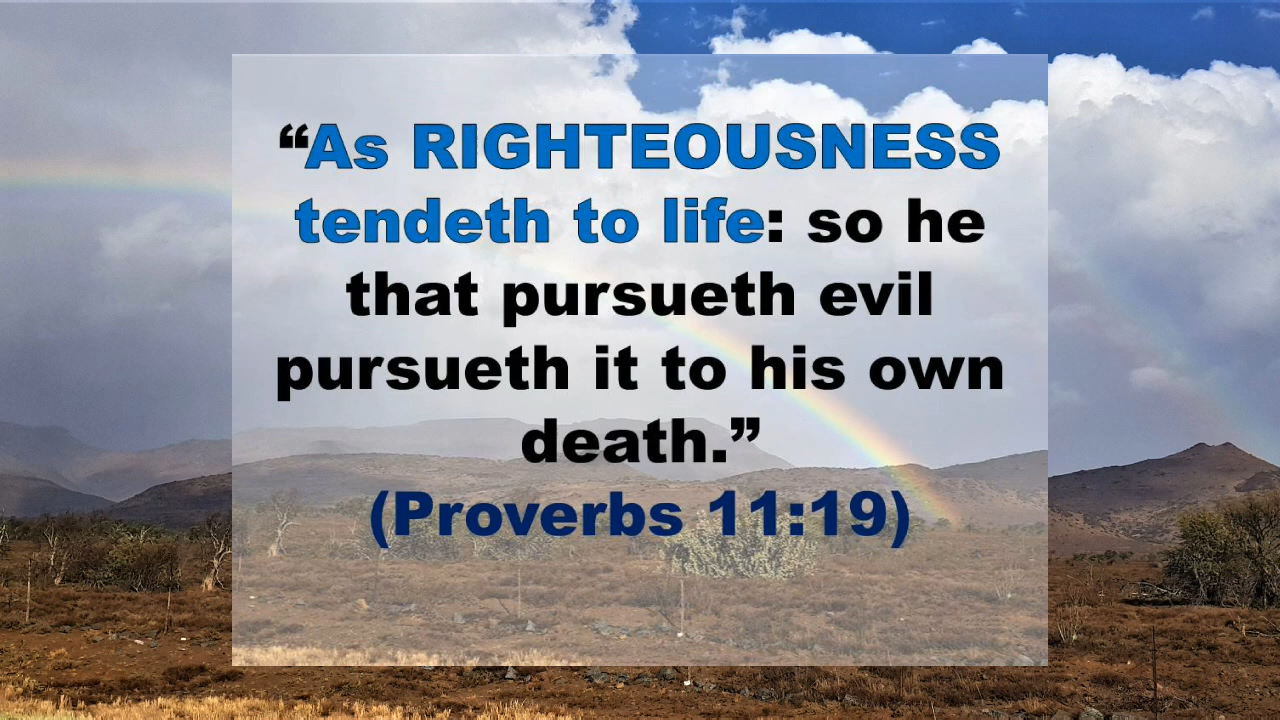 “As RIGHTEOUSNESS
tendeth to life: so he
that pursueth evil
pursueth it to his own
death.”
(Proverbs 11:19)